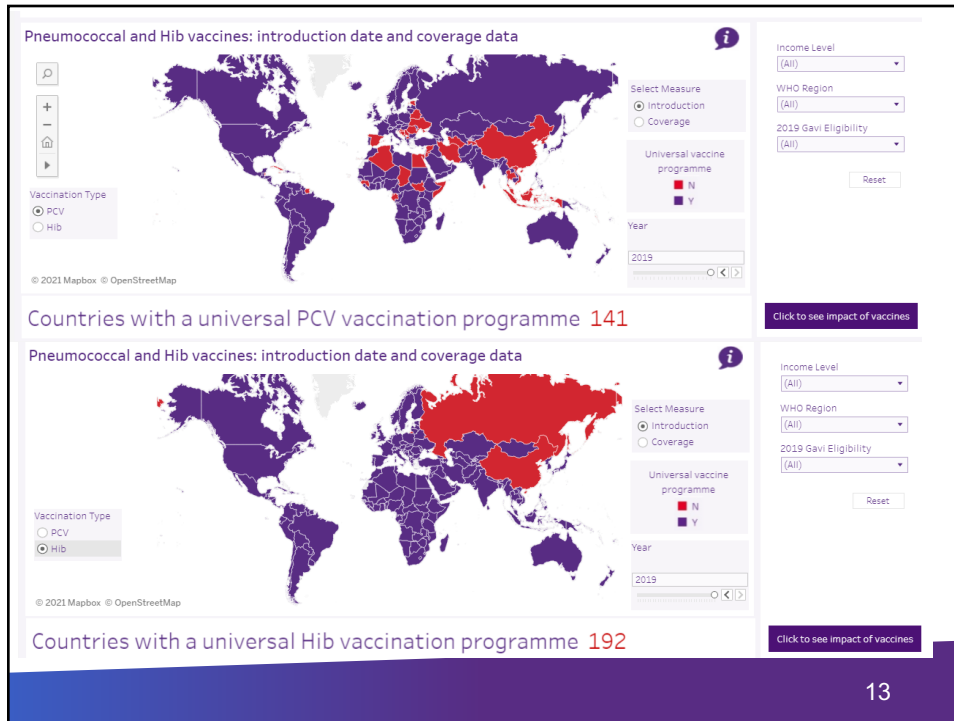 Pneumococcal and Hib vaccines: introduction date and coverage data
i
Income Level
(All)
WHO Region
(All)
2019 Gavi Eligibility
(All)
Reset
Select Measure
Introduction
Coverage
Universal vaccine
programme
N
Y
Year
2019
Vaccination Type
PCV
Hib
© 2021 Mapbox © OpenStreetMap
Countries with a universal PCV vaccination programme 141
Click to see impact of vaccines
Pneumococcal and Hib vaccines: introduction date and coverage data
i
Income Level
(All)
WHO Region
(All)
2019 Gavi Eligibility
(All)
Reset
Select Measure
Introduction
Coverage
Universal vaccine
programme
N
Y
Year
2019
Vaccination Type
PCV
Hib
© 2021 Mapbox © OpenStreetMap
Countries with a universal Hib vaccination programme 192
Click to see impact of vaccines
13